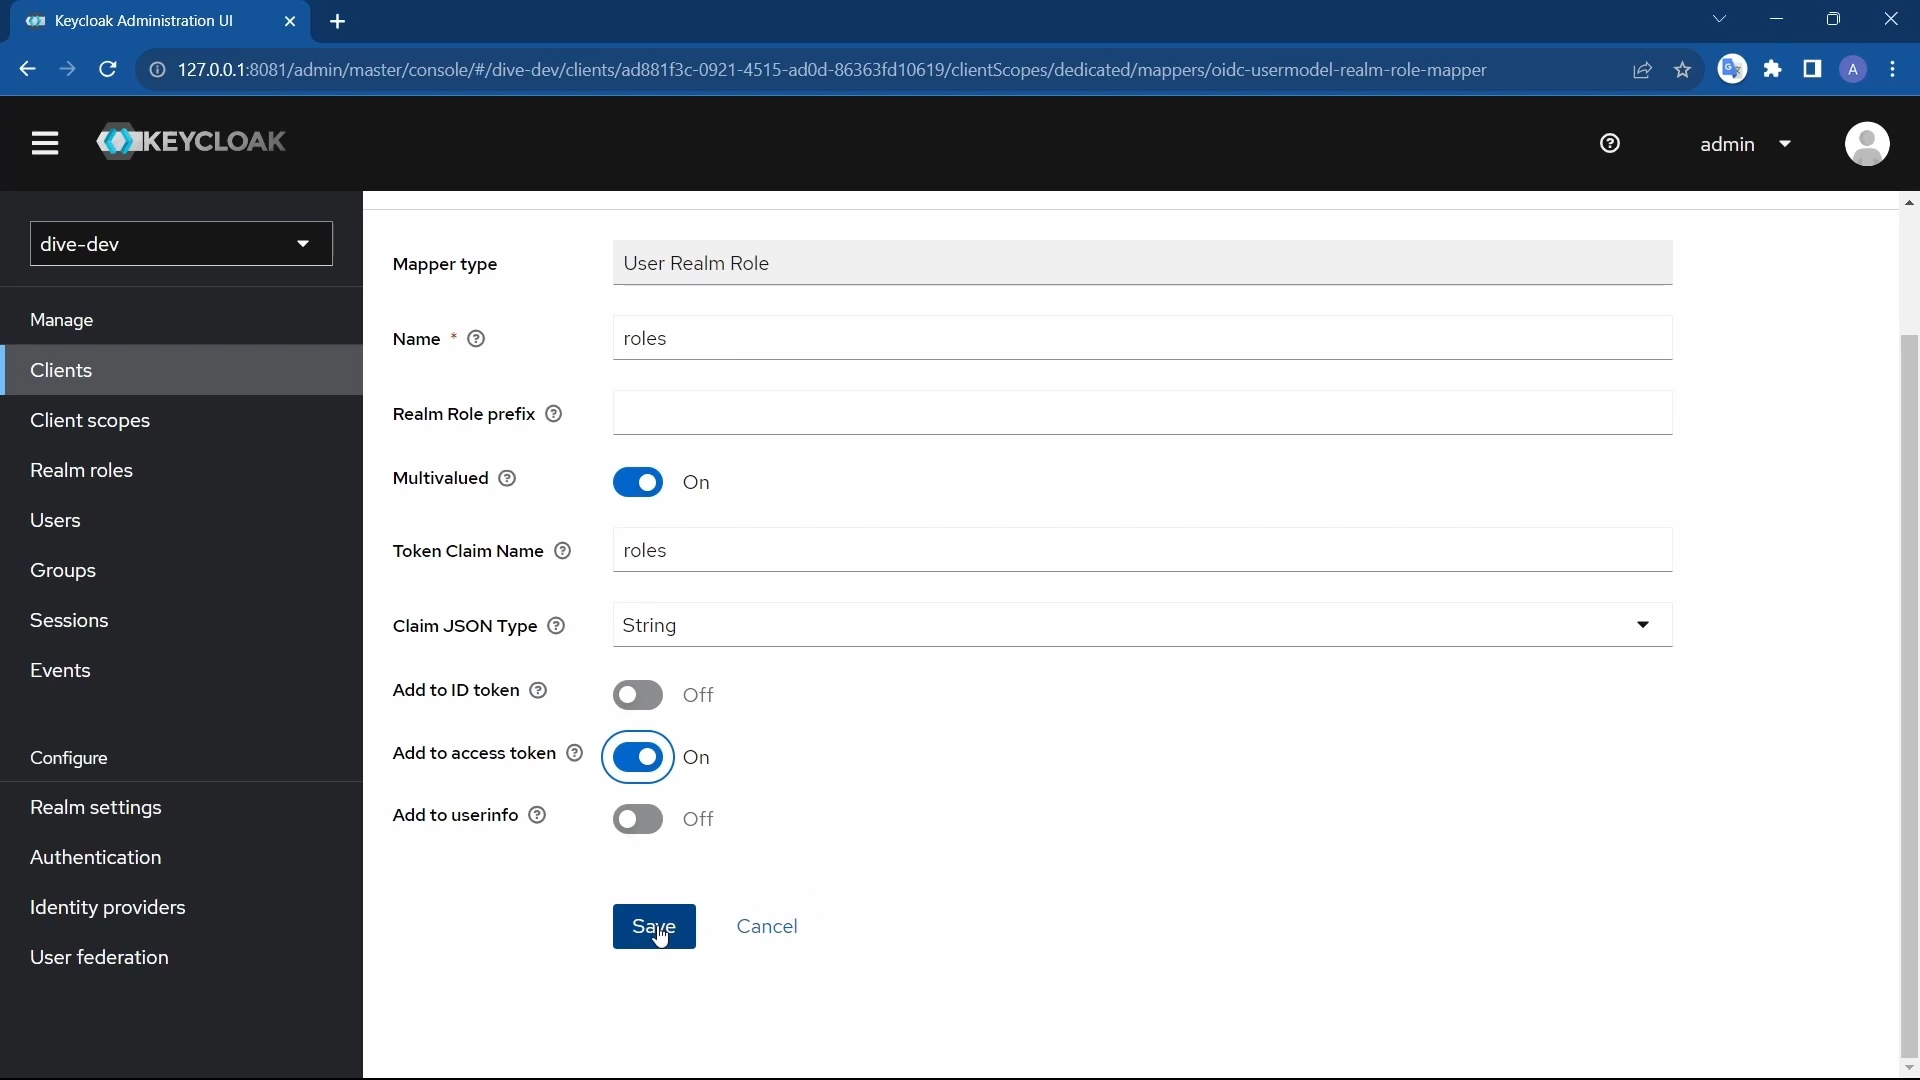 Keycloak Administration UI
127.0.0.1:8081/admin/master/console/#/dive-dev/clients/ad881f3c-0921-4515-ad0d-86363fd10619/clientScopes/dedicated/mappers/oidc-usermodel-realm-role-mapper
A
KEYCLOAK
admin
dive-dev
Manage
Clients
Client scopes
Realm roles
Users
Groups
Sessions
Events
Configure
Realm settings
Authentication
Identity providers
User federation
Mapper type
User Realm Role
Name *
roles
Realm Role prefix
Multivalued
On
Token Claim Name
roles
Claim JSON Type
String
Add to ID token
Off
Add to access token
On
Add to userinfo
Off
Save
Cancel